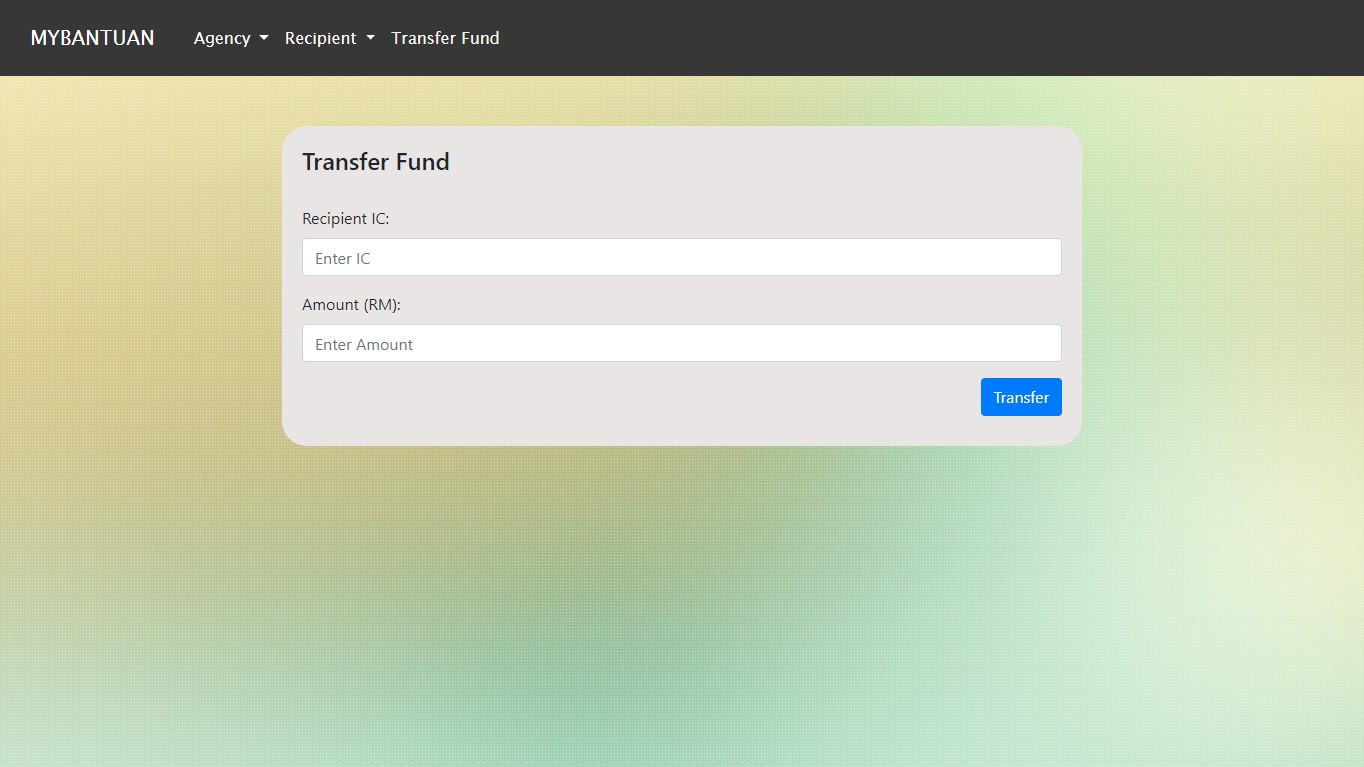 MYBANTUAN Agency Recipient Transfer Fund
Transfer Fund
Recipient IC:
Enter IC
Amount (RM):
Enter Amount
Transfer